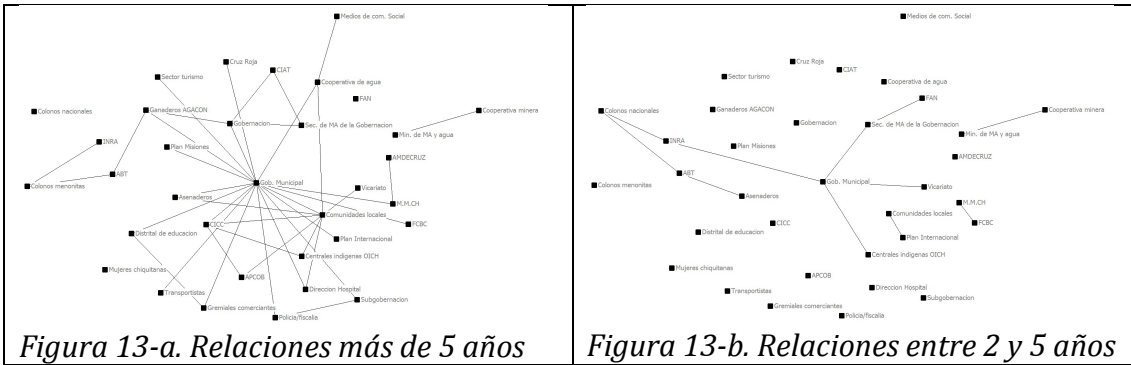 Medios de com. Social
Cruz Roja
CIAT
Sector turismo
Cooperativa de agua
FAN
Colonos nacionales
Ganaderos AGACON
Cooperativa minera
Gobernacion
Sec. de MA de la Gobernacion
Min. de MA y agua
INRA
Plan Misiones
AMDECRUZ
ABT
Gob. Municipal
Colonos menonitas
Vicariato
Asenaderos
M.M.CH
Comunidades locales
CICC
FCBC
Distrital de educacion
Plan Internacional
Centrales indigenas OICH
Mujeres chiquitanas
APCOB
Direccion Hospital
Transportistas
Subgobernacion
Gremiales comerciantes
Policia/fiscalia
Figura 13-a. Relaciones más de 5 años
Medios de com. Social
Cruz Roja
CIAT
Sector turismo
Cooperativa de agua
FAN
Colonos nacionales
Ganaderos AGACON
Cooperativa minera
Gobernacion
Sec. de MA de la Gobernacion
Min. de MA y agua
INRA
Plan Misiones
AMDECRUZ
ABT
Gob. Municipal
Colonos menonitas
Vicariato
Asenaderos
M.M.CH
Comunidades locales
CICC
FCBC
Distrital de educacion
Plan Internacional
Centrales indigenas OICH
Mujeres chiquitanas
APCOB
Direccion Hospital
Transportistas
Subgobernacion
Gremiales comerciantes
Policia/fiscalia
Figura 13-b. Relaciones entre 2 y 5 años